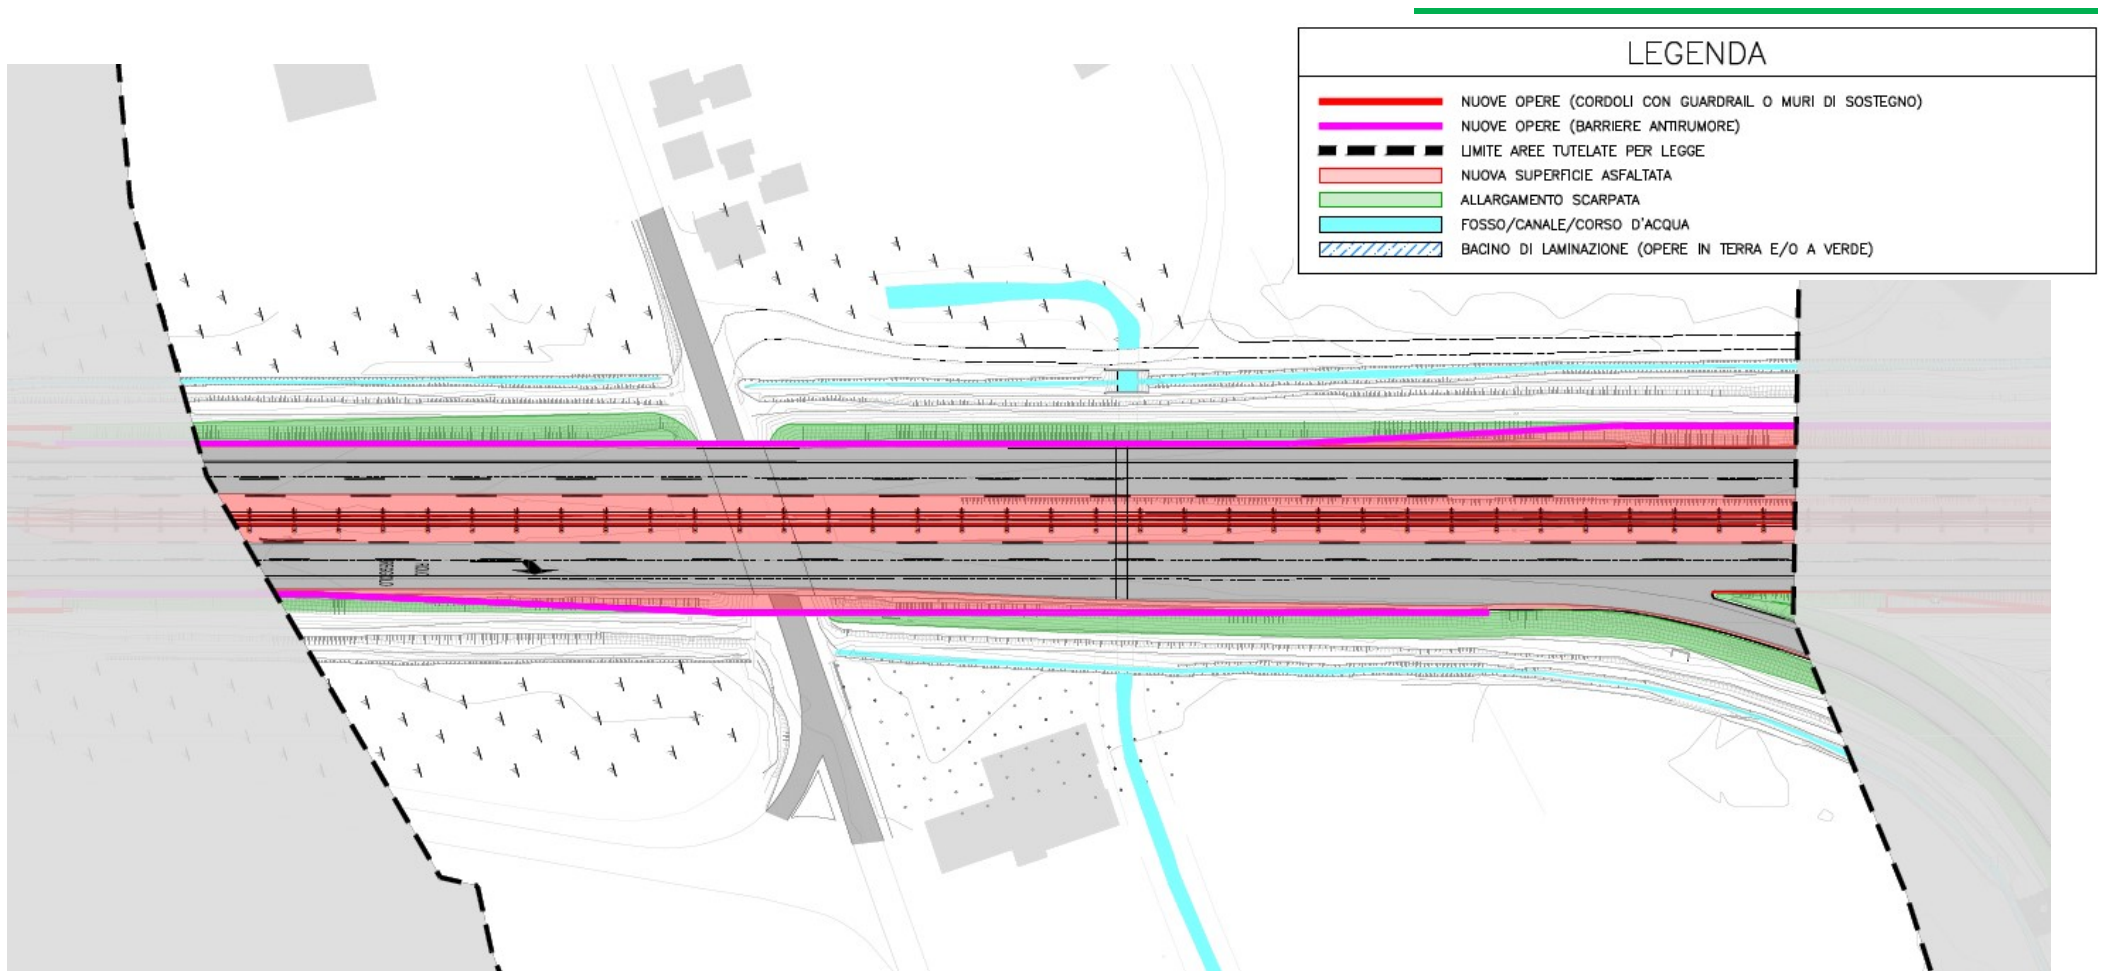 LEGENDA
NUOVE OPERE (CORDOLI CON GUARDRAIL O MURI DI SOSTEGNO)
NUOVE OPERE (BARRIERE ANTIRUMORE)
LIMITE AREE TUTELATE PER LEGGE
NUOVA SUPERFICIE ASFALTATA
ALLARGAMENTO SCARPATA
FOSSO/CANALE/CORSO D'ACQUA
BACINO DI LAMINAZIONE (OPERE IN TERRA E/O A VERDE)